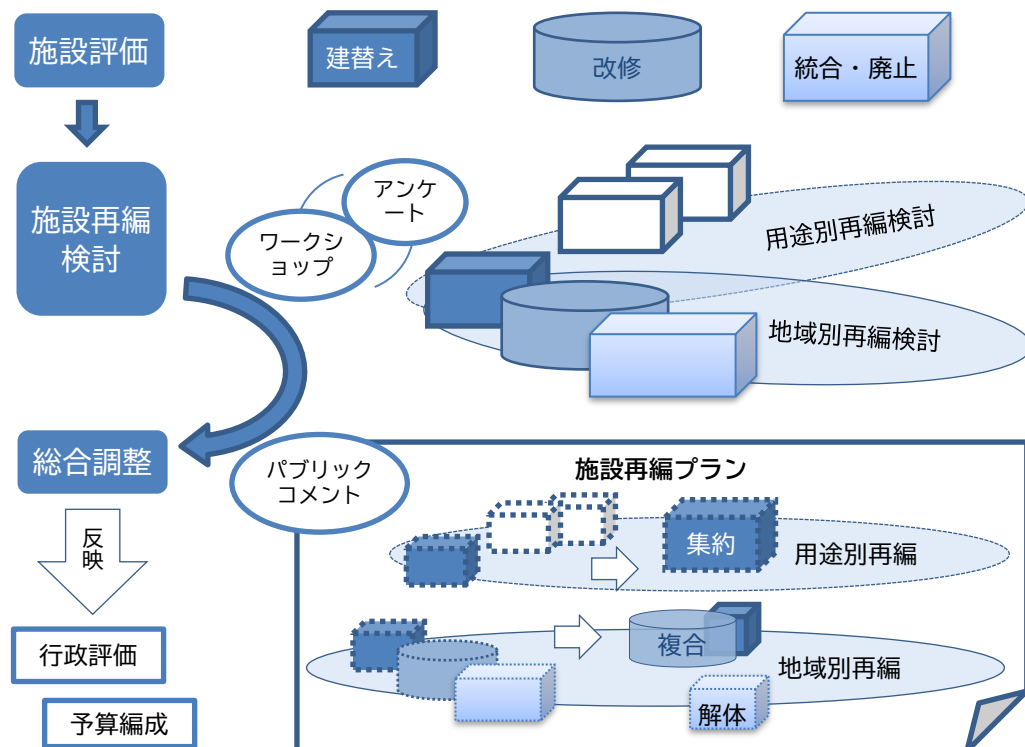 施設評価
建替え
改修
統合・廃止
施設再編
検討
アンケ
ート
ワークシ
ョップ
用途別再編検討
地域別再編検討
総合調整
パブリック
コメント
施設再編プラン
集約
用途別再編
反映
複合
地域別再編
解体
行政評価
予算編成